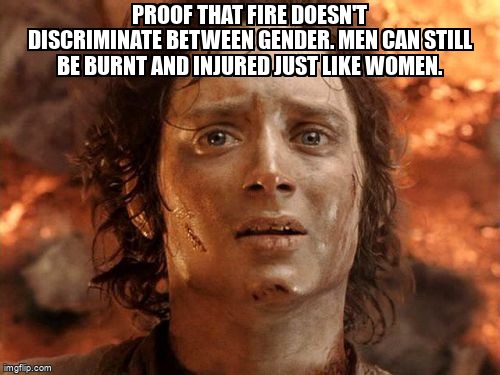 PROOF THAT FIRE DOESN'T
DISCRIMINATE BETWEEN GENDER. MEN CAN STILL
BE BURNT AND INJURED JUST LIKE WOMEN.
imgflip.com